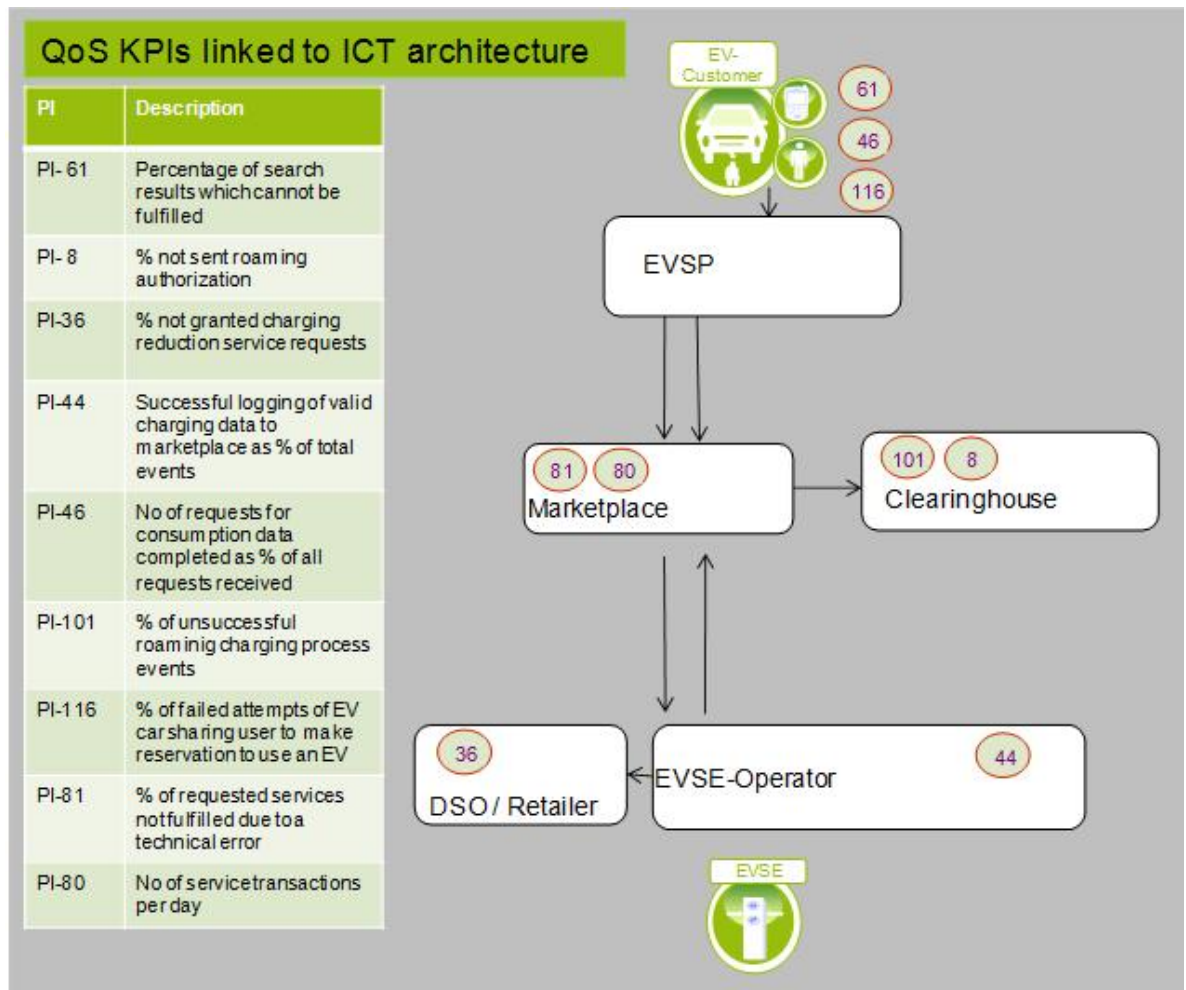 QoS KPIs linked to ICT architecture
PI Description
PI- 61 Percentage of search
results which cannot be
fulfilled
PI- 8 % not sent roaming
authorization
PI-36 % not granted charging
reduction service requests
PI-44 Successful logging of valid
charging data to
marketplace as % of total
events
PI-46 No of requests for
consumption data
completed as % of all
requests received
PI-101 % of unsuccessful
roaminig charging process
events
PI-116 % of failed attempts of EV
car sharing user to make
reservation to use an EV
PI-81 % of requested services
not fulfilled due to a
technical error
PI-80 No of service transactions
per day
EV-
Customer
61
46
116
EVSP
81 80
Marketplace
101 8
Clearinghouse
36
DSO / Retailer
44
EVSE-Operator
EVSE